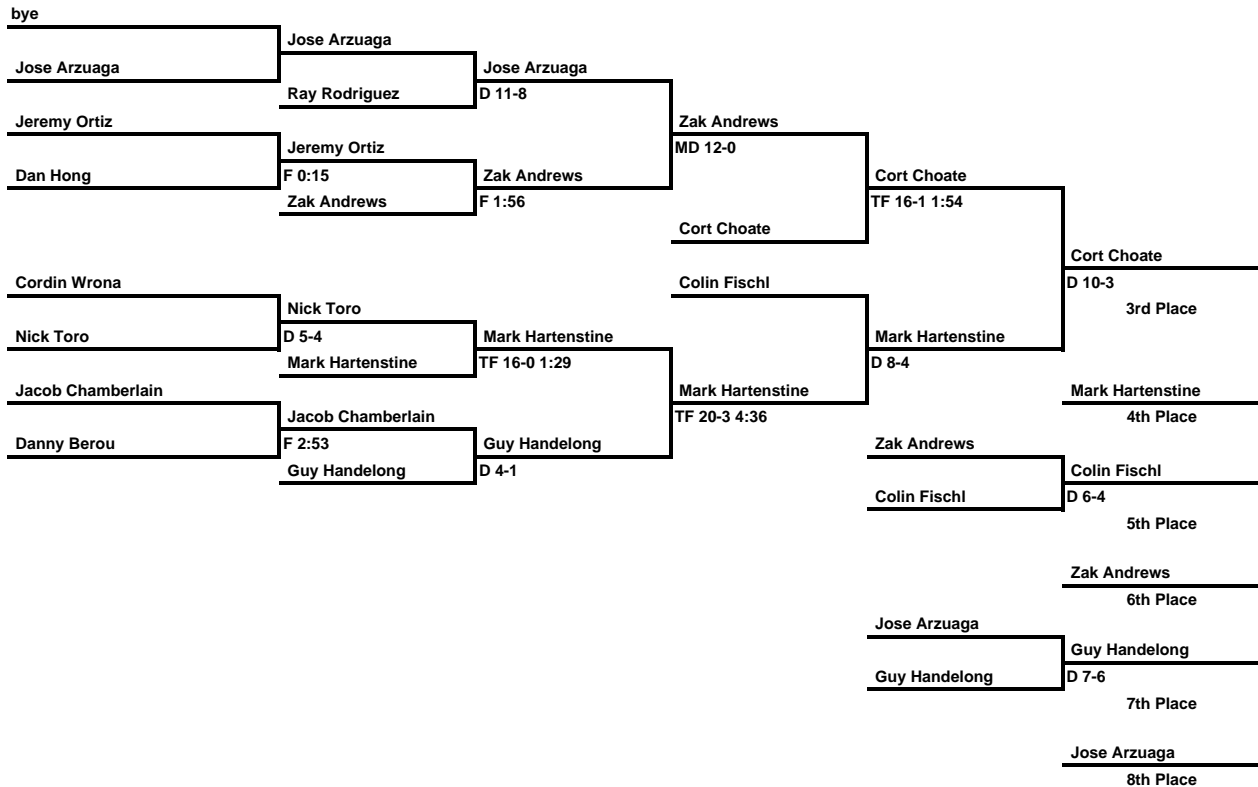 bye
Jose Arzuaga
Jose Arzuaga
Jose Arzuaga
Ray Rodriguez
D 11-8
Jeremy Ortiz
Zak Andrews
Jeremy Ortiz
MD 12-0
Dan Hong
F 0:15
Zak Andrews
Cort Choate
Zak Andrews
F 1:56
TF 16-1 1:54
Cort Choate
Cort Choate
Cordin Wrona
Colin Fischl
D 10-3
Nick Toro
3rd Place
Nick Toro
D 5-4
Mark Hartenstine
Mark Hartenstine
Mark Hartenstine
TF 16-0 1:29
D 8-4
Jacob Chamberlain
Mark Hartenstine
Mark Hartenstine
Jacob Chamberlain
TF 20-3 4:36
4th Place
Danny Berou
F 2:53
Guy Handelong
Zak Andrews
Guy Handelong
D 4-1
Colin Fischl
Colin Fischl
D 6-4
5th Place
Zak Andrews
6th Place
Jose Arzuaga
Guy Handelong
Guy Handelong
D 7-6
7th Place
Jose Arzuaga
8th Place